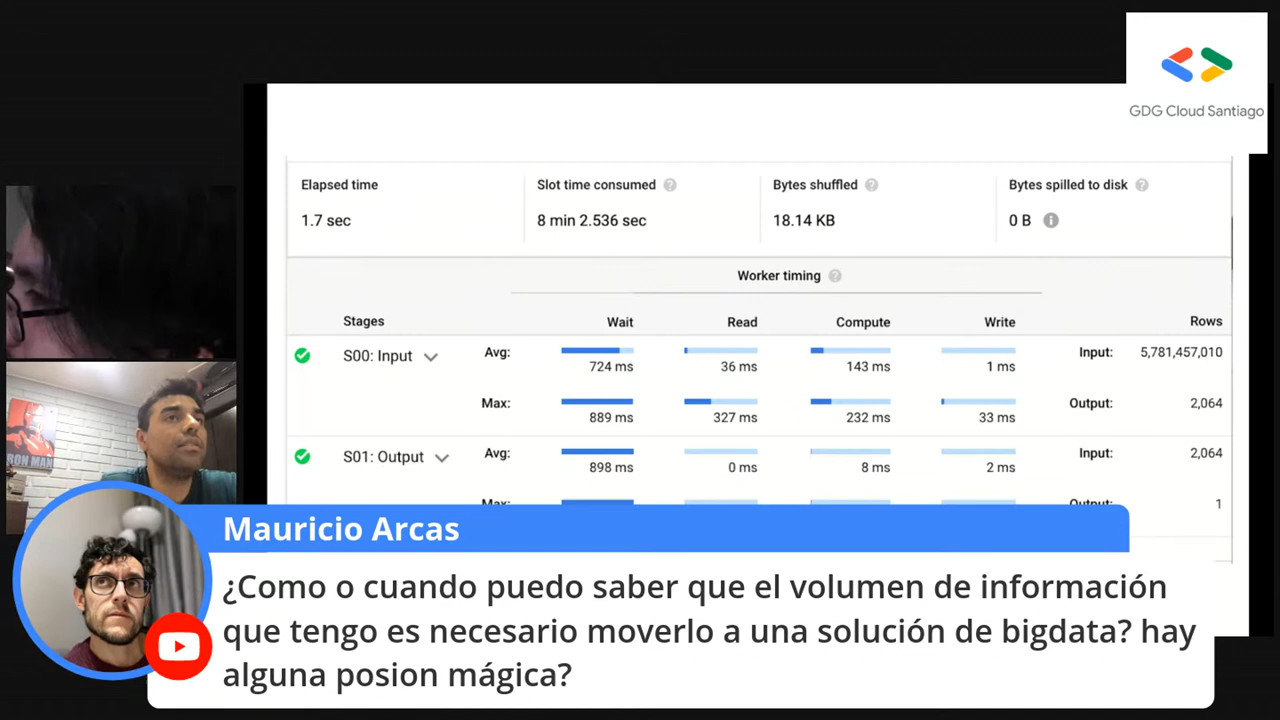 GDG Cloud Santiago
Elapsed time
Slot time consumed
Bytes shuffled
Bytes spilled to disk
1.7 sec
8 min 2.536 sec
18.14 KB
0 B
Worker timing
Stages
Wait
Read
Compute
Write
Rows
S00: Input
Avg:
724 ms
36 ms
143 ms
1 ms
Input:
5,781,457,010
Max:
889 ms
327 ms
232 ms
33 ms
Output:
2,064
S01: Output
Avg:
898 ms
0 ms
8 ms
2 ms
Input:
2,064
Max:
Output:
1
IRON MAN
Mauricio Arcas
¿Como o cuando puedo saber que el volumen de información
que tengo es necesario moverlo a una solución de bigdata? hay
alguna posion mágica?